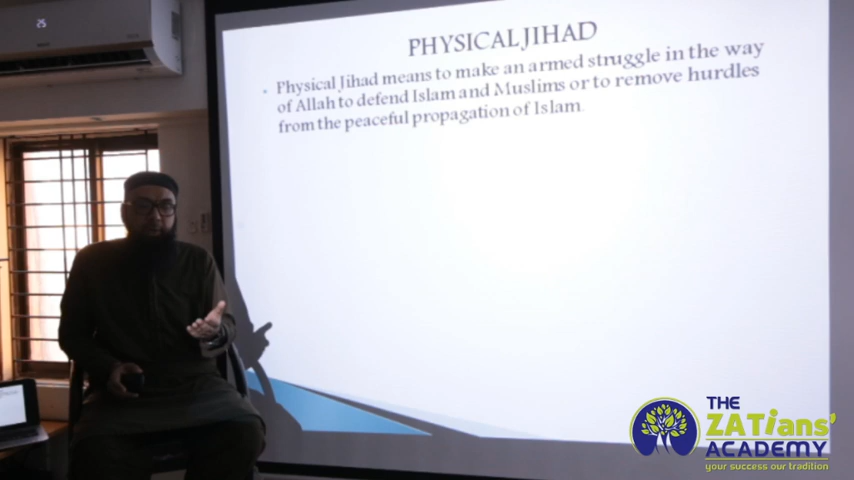 PHYSICAL JIHAD
• Physical Jihad means to make an armed struggle in the way
of Allah to defend Islam and Muslims or to remove hurdles
from the peaceful propagation of Islam.
THE
ZATians'
ACADEMY
your success our tradition